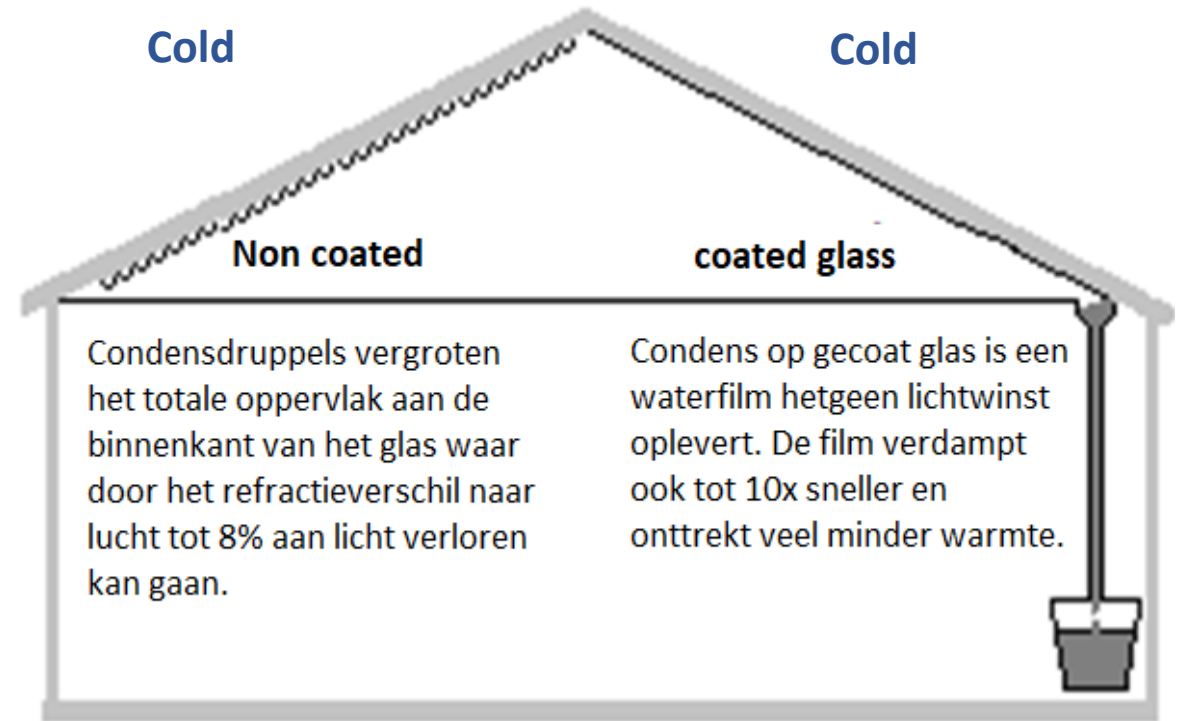 Cold
Cold
Non coated
coated glass
Condensdruppels vergroten
het totale oppervlak aan de
binnenkant van het glas waar
door het refractieverschil naar
lucht tot 8% aan licht verloren
kan gaan.
Condens op gecoat glas is een
waterfilm hetgeen lichtwinst
oplevert. De film verdampt
ook tot 10x sneller en
onttrekt veel minder warmte.